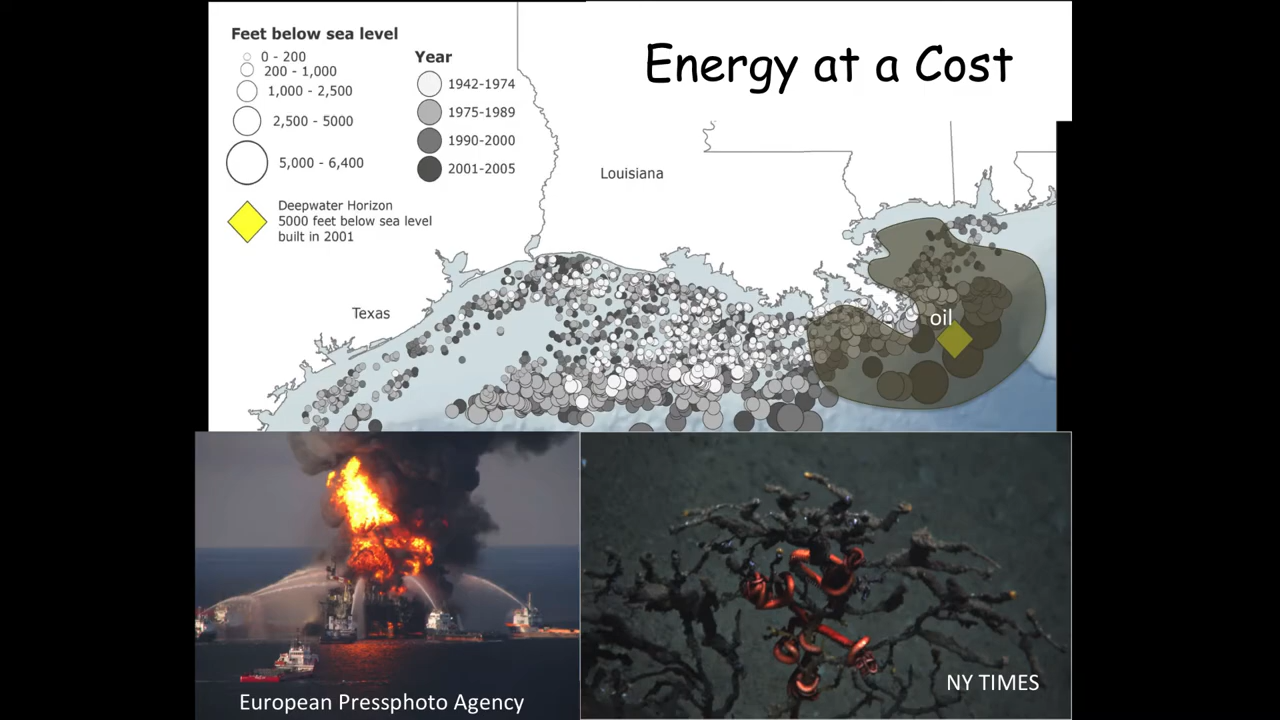 Energy at a Cost
Feet below sea level
0 - 200
200 - 1,000
1,000 - 2,500
2,500 - 5000
5,000 - 6,400
Year
1942-1974
1975-1989
1990-2000
2001-2005
Deepwater Horizon
5000 feet below sea level
built in 2001
Louisiana
Texas
oil
European Pressphoto Agency
NY TIMES